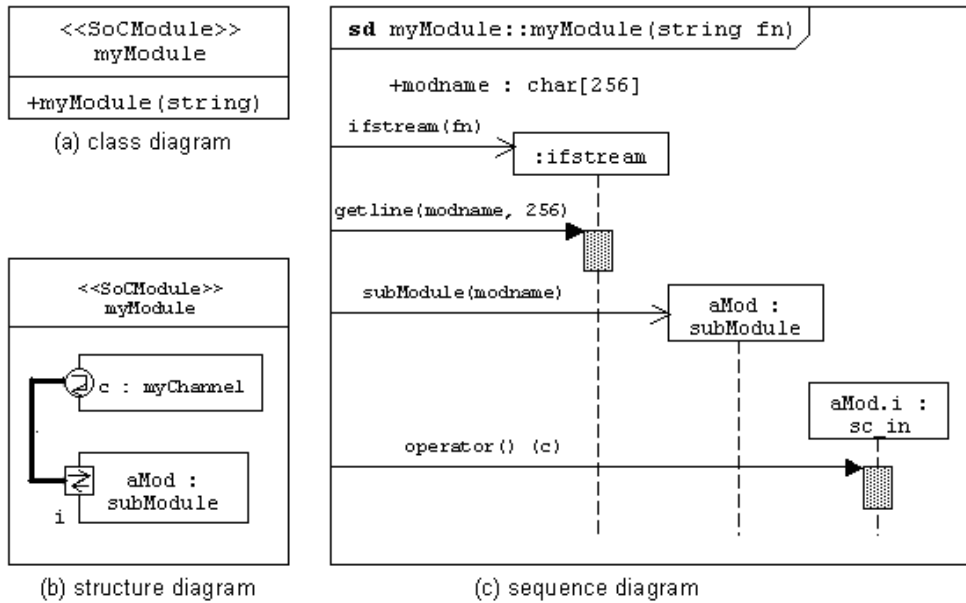 <<SoCModule>>
myModule
+myModule(string)
(a) class diagram
<<SoCModule>>
myModule
c : myChannel
aMod :
subModule
i
(b) structure diagram
sd myModule::myModule(string fn)
+modname : char[256]
ifstream(fn)
:ifstream
getline(modname, 256)
subModule(modname)
aMod :
subModule
aMod.i :
sc_in
operator() (c)
(c) sequence diagram